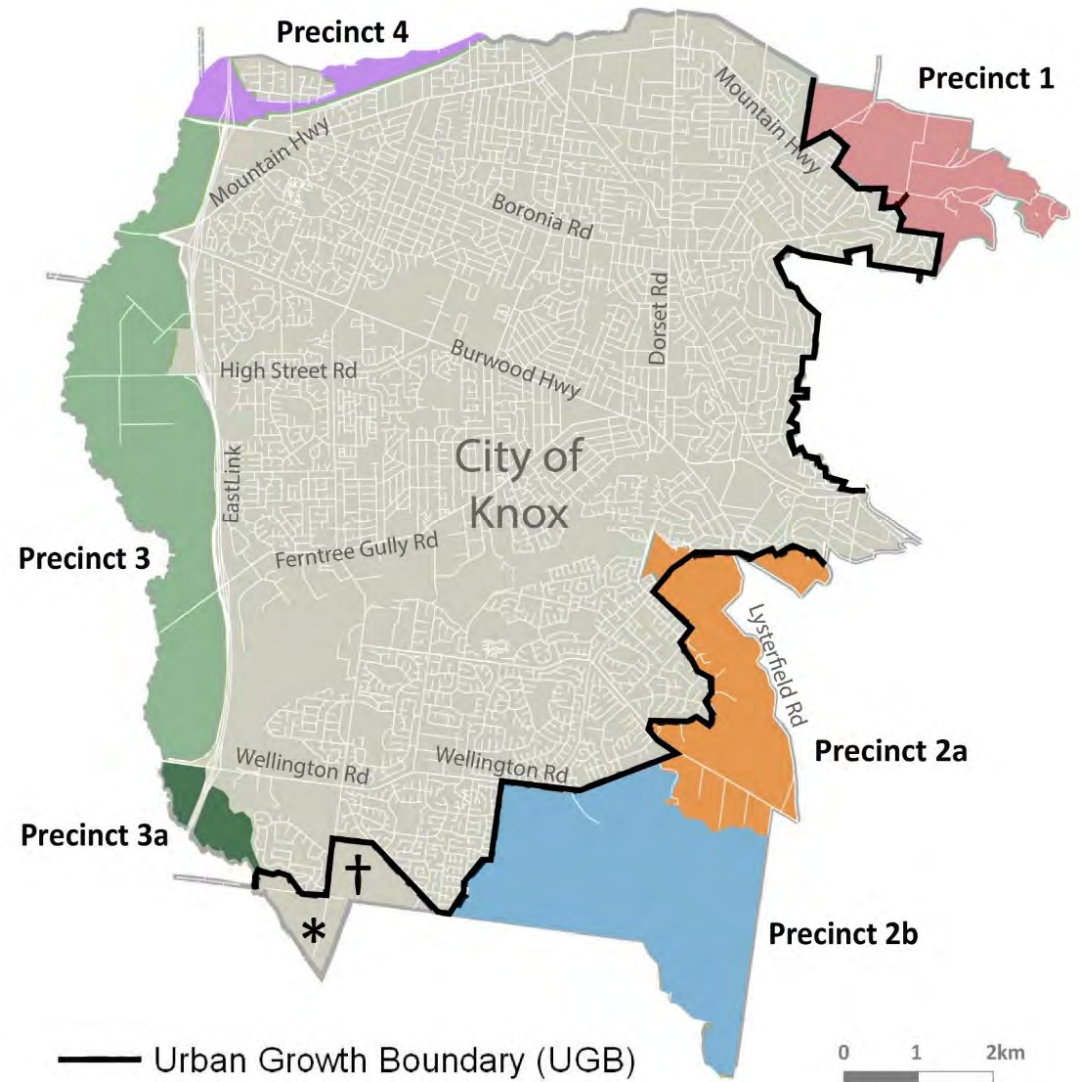 Precinct 4
Precinct 1
Mountain Hwy
Mountain Hwy
Boronia Rd
Dorset Rd
Burwood Hwy
High Street Rd
City of
Knox
EastLink
Ferntree Gully Rd
Precinct 3
Lysterfield Rd
Wellington Rd
Wellington Rd
Precinct 2a
Precinct 3a
†
*
Precinct 2b
Urban Growth Boundary (UGB)
0 1 2km